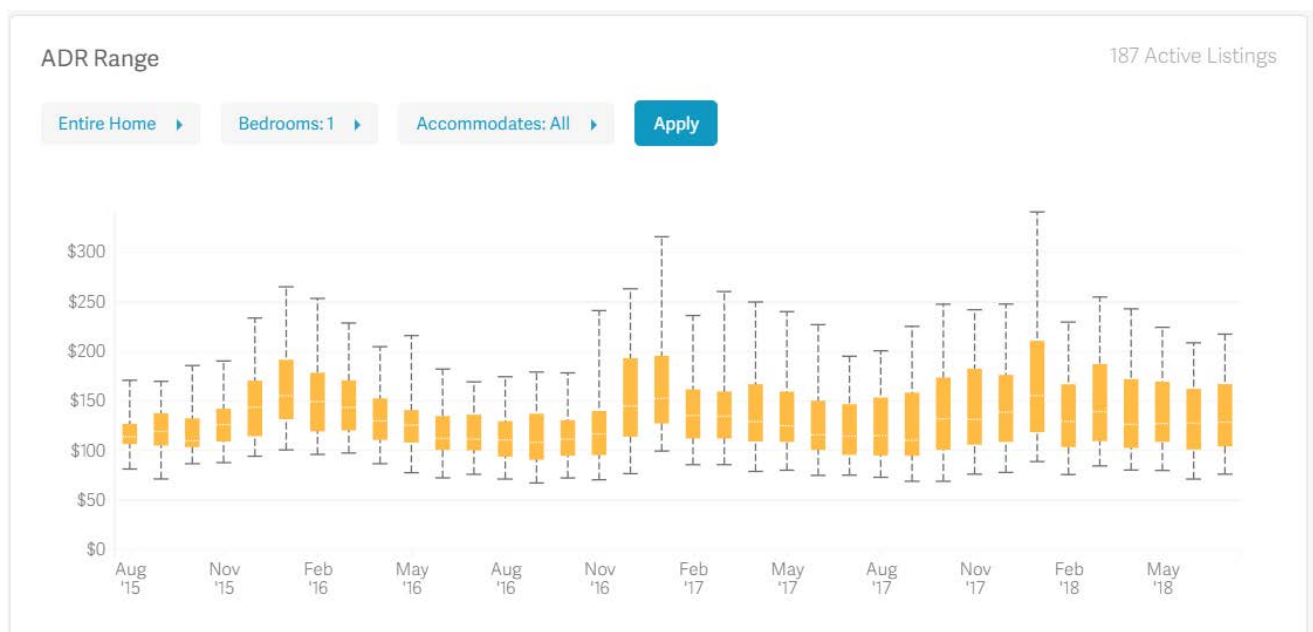 ADR Range
187 Active Listings
Entire Home
Bedrooms: 1
Accommodates: All
Apply
$300
$250
$200
$150
$100
$50
$0
Aug '15
Nov '15
Feb '16
May '16
Aug '16
Nov '16
Feb '17
May '17
Aug '17
Nov '17
Feb '18
May '18